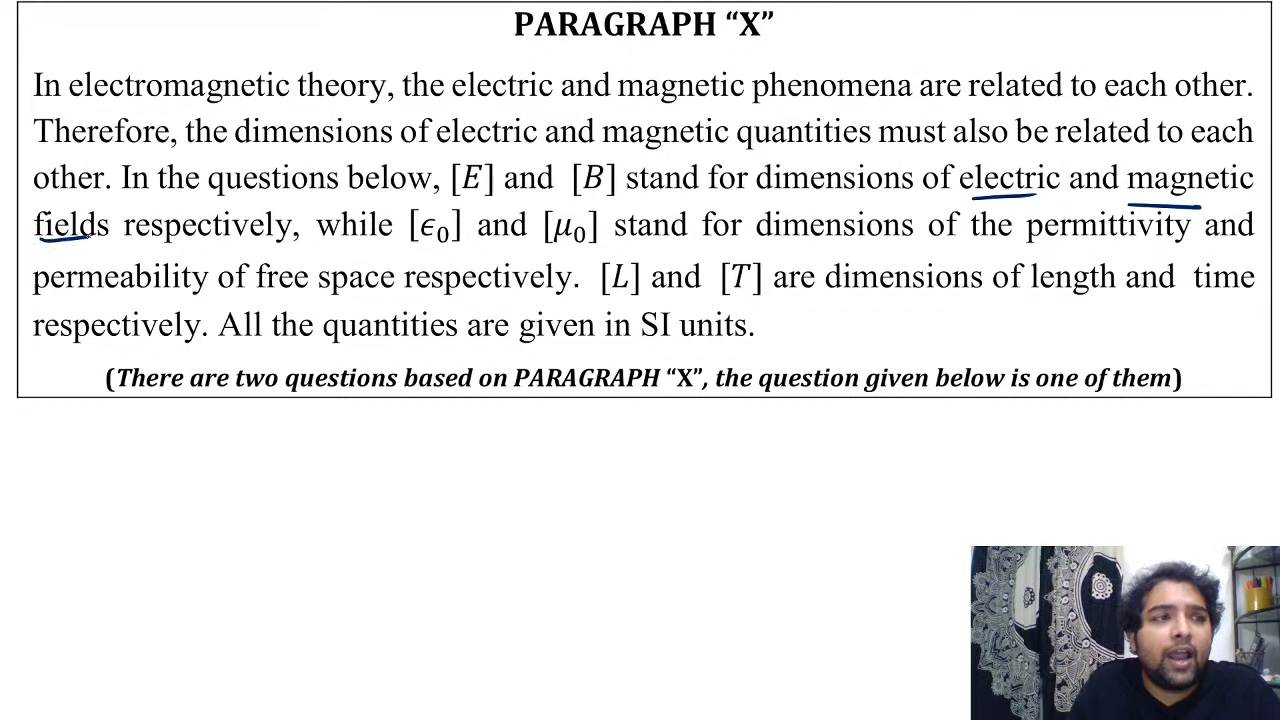 PARAGRAPH “X”
In electromagnetic theory, the electric and magnetic phenomena are related to each other.
Therefore, the dimensions of electric and magnetic quantities must also be related to each
other. In the questions below, [E] and [B] stand for dimensions of electric and magnetic
fields respectively, while [ϵ₀] and [μ₀] stand for dimensions of the permittivity and
permeability of free space respectively. [L] and [T] are dimensions of length and time
respectively. All the quantities are given in SI units.
(There are two questions based on PARAGRAPH “X”, the question given below is one of them)